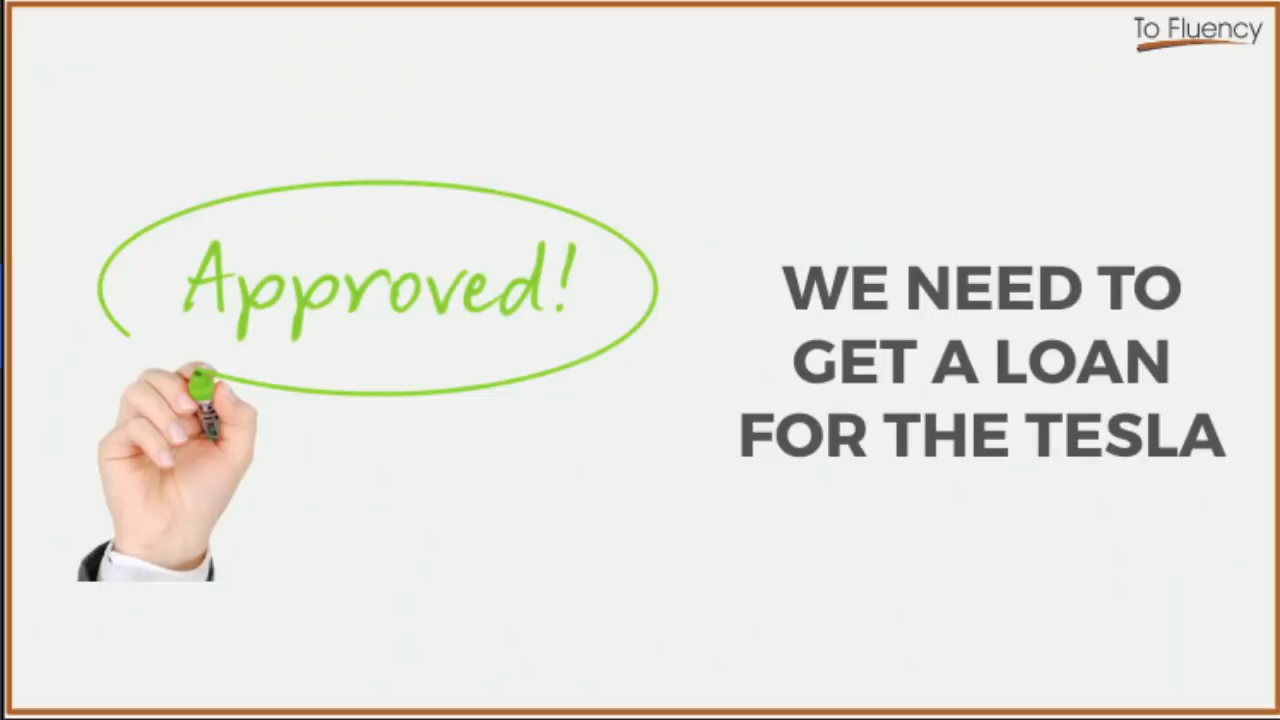 To Fluency
Approved!
WE NEED TO
GET A LOAN
FOR THE TESLA